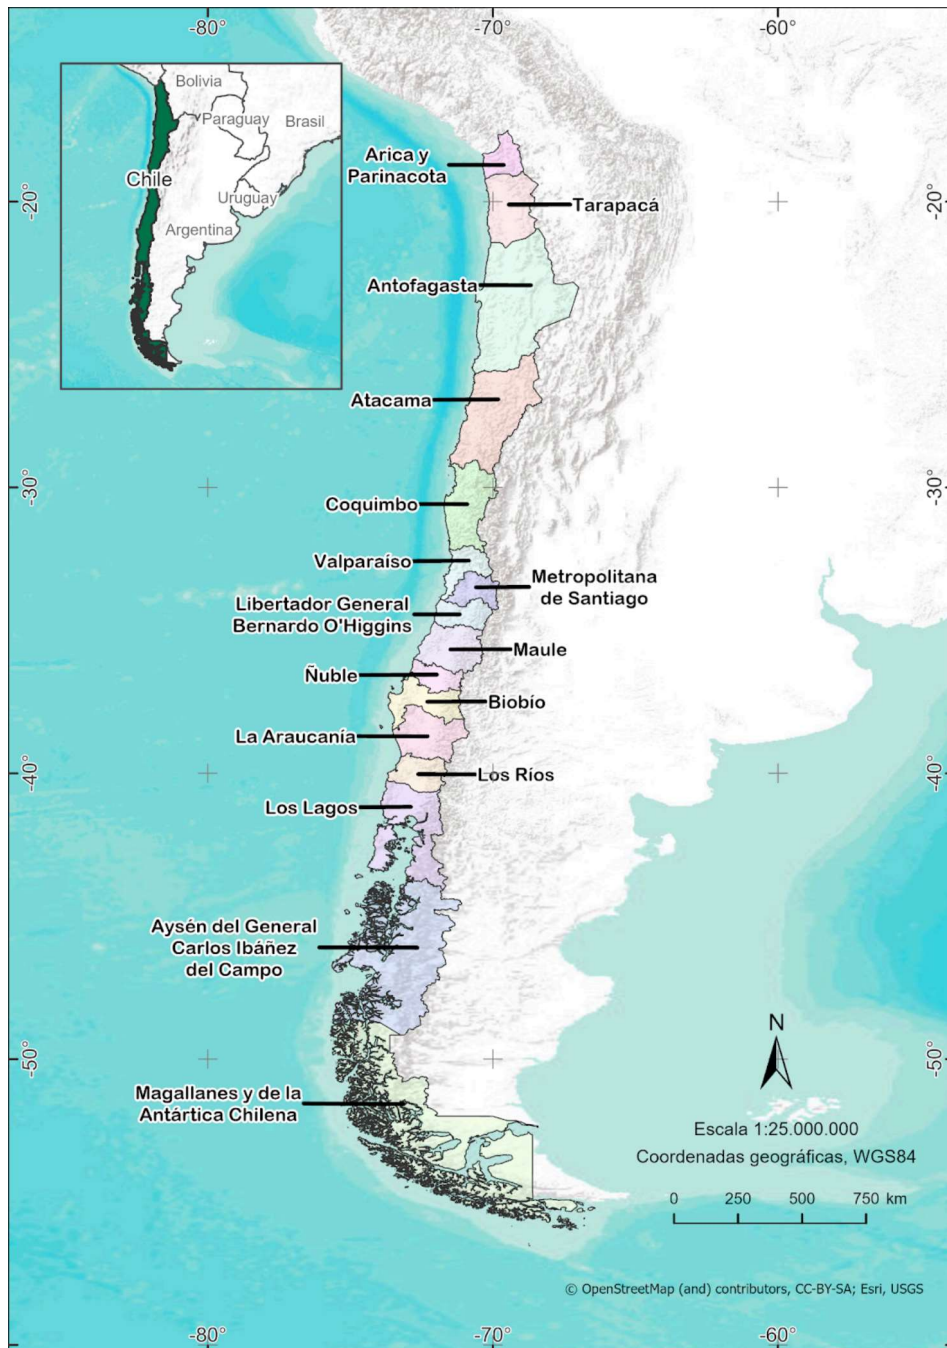 -80°
-70°
-60°
Bolivia
Paraguay
Brasil
Chile
Uruguay
Argentina
Arica y
Parinacota
-20°
Tarapacá
-20°
Antofagasta
Atacama
-30°
Coquimbo
-30°
Valparaíso
Metropolitana
de Santiago
Libertador General
Bernardo O'Higgins
Maule
Ñuble
Biobío
La Araucanía
-40°
Los Ríos
-40°
Los Lagos
Aysén del General
Carlos Ibáñez
del Campo
N
-50°
-50°
Magallanes y de la
Antártica Chilena
Escala 1:25.000.000
Coordenadas geográficas, WGS84
0 250 500 750 km
© OpenStreetMap (and) contributors, CC-BY-SA; Esri, USGS
-80°
-70°
-60°